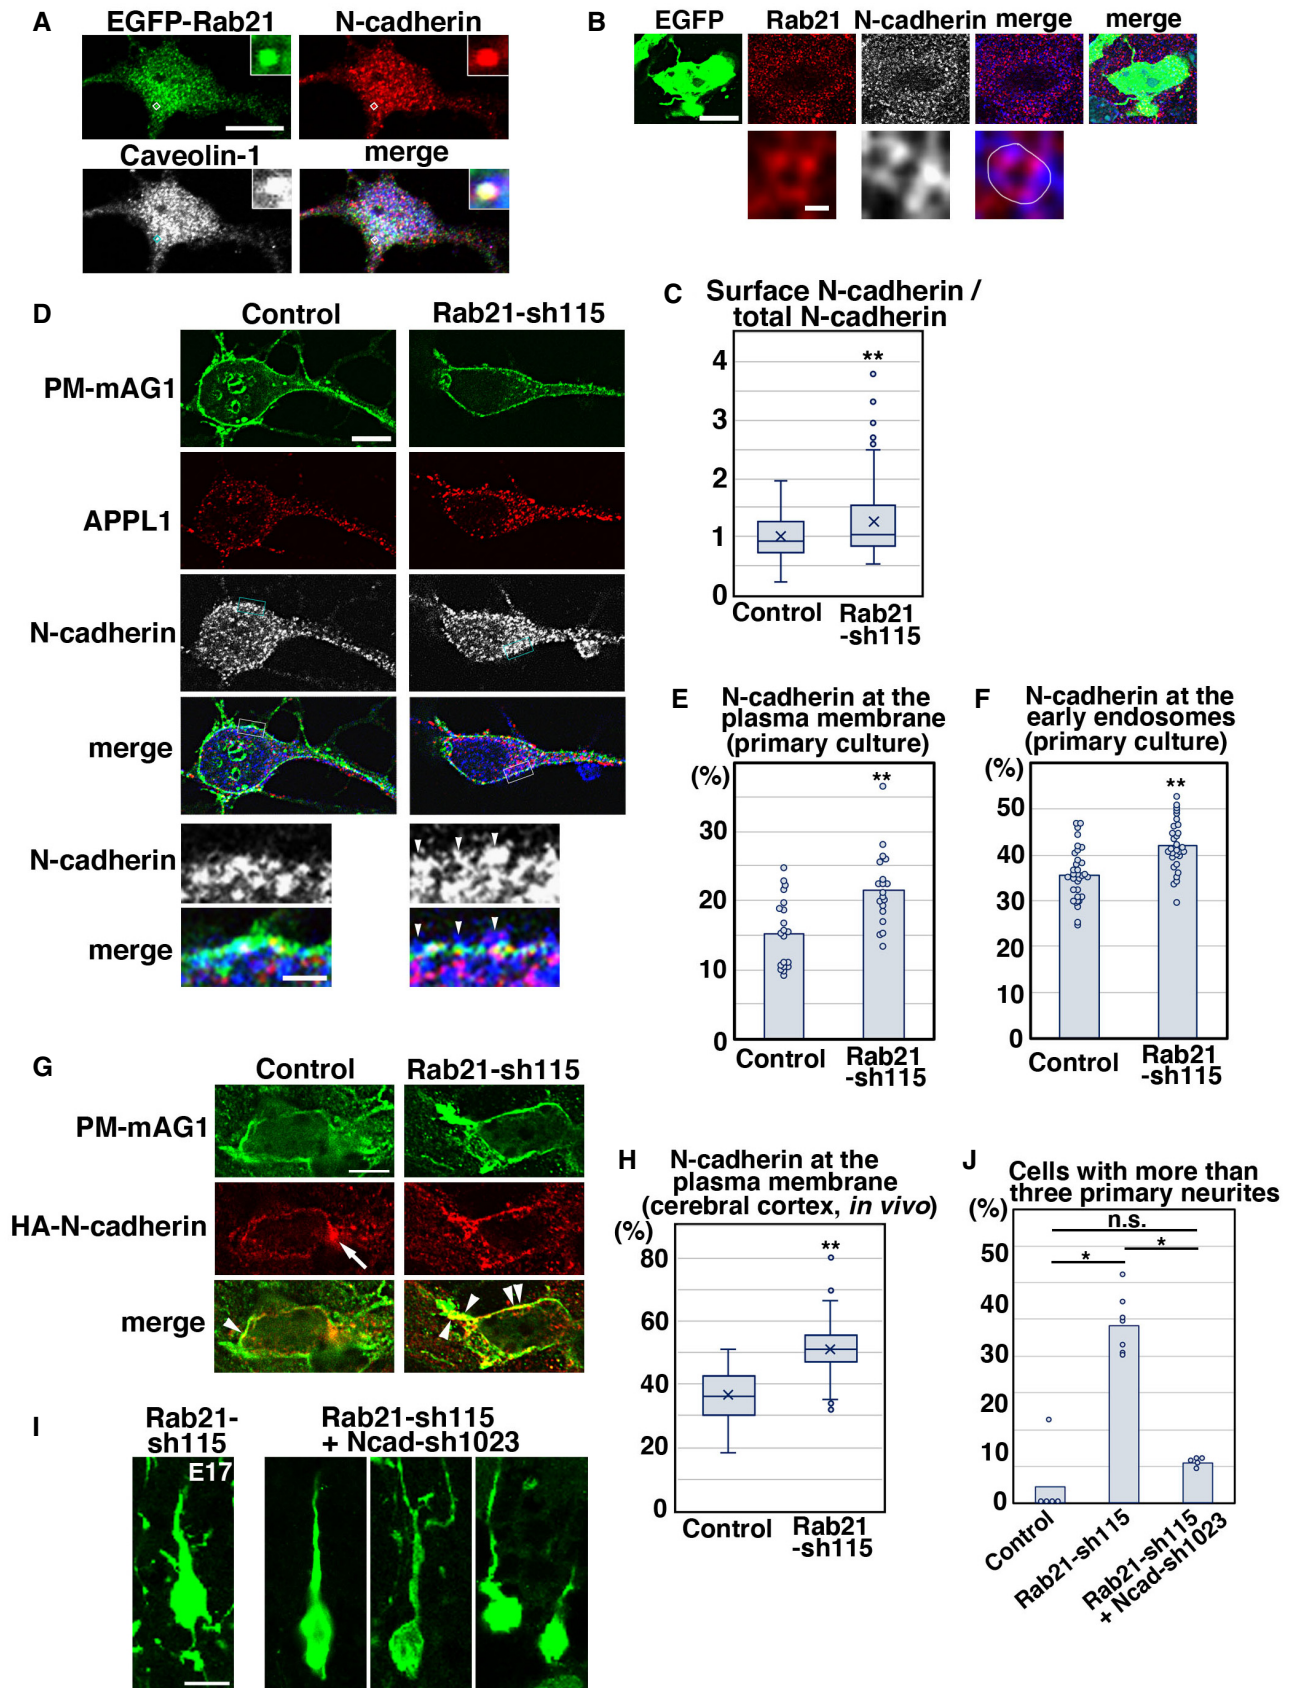 A
EGFP-Rab21
N-cadherin
Caveolin-1
merge
B
EGFP
Rab21
N-cadherin
merge
merge
C
Surface N-cadherin /
total N-cadherin
4
3
2
1
0
**
Control
Rab21
-sh115
D
Control
Rab21-sh115
PM-mAG1
APPL1
N-cadherin
merge
N-cadherin
merge
E
N-cadherin at the
plasma membrane
(primary culture)
(%)
30
20
10
0
**
Control
Rab21
-sh115
F
N-cadherin at the
early endosomes
(primary culture)
(%)
50
40
30
20
10
0
**
Control
Rab21
-sh115
G
Control
Rab21-sh115
PM-mAG1
HA-N-cadherin
merge
H
N-cadherin at the
plasma membrane
(cerebral cortex, in vivo)
(%)
80
60
40
20
0
**
Control
Rab21
-sh115
I
Rab21-
sh115
Rab21-sh115
+ Ncad-sh1023
E17
J
Cells with more than
three primary neurites
(%)
50
40
30
20
10
0
n.s.
*
*
Control
Rab21-sh115
Rab21-sh115
+ Ncad-sh1023